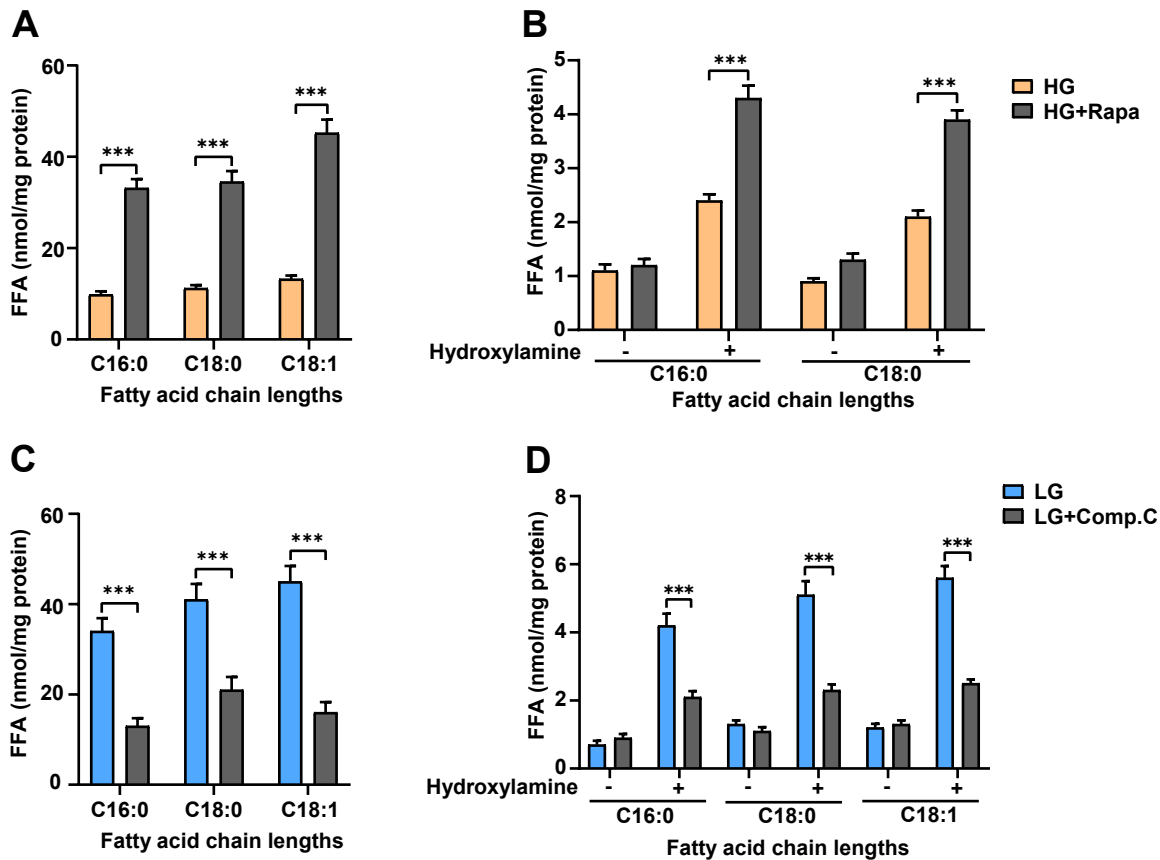 A
FFA (nmol/mg protein)
60
40
20
0
***
***
***
C16:0 C18:0 C18:1
Fatty acid chain lengths
B
FFA (nmol/mg protein)
5
4
3
2
1
0
***
***
HG
HG+Rapa
Hydroxylamine - + - +
C16:0 C18:0
Fatty acid chain lengths
C
FFA (nmol/mg protein)
60
40
20
0
***
***
***
C16:0 C18:0 C18:1
Fatty acid chain lengths
D
FFA (nmol/mg protein)
8
6
4
2
0
***
***
***
LG
LG+Comp.C
Hydroxylamine - + - + - +
C16:0 C18:0 C18:1
Fatty acid chain lengths